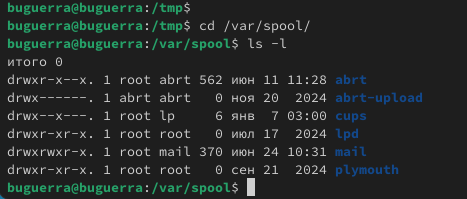 buguerra@buguerra:/tmp$
buguerra@buguerra:/tmp$ cd /var/spool/
buguerra@buguerra:/var/spool$ ls -l
итого 0
drwxr-x--x. 1 root abrt 562 июн 11 11:28 abrt
drwx------. 1 abrt abrt   0 ноя 20  2024 abrt-upload
drwx--x---. 1 root lp     6 янв  7 03:00 cups
drwxr-xr-x. 1 root root   0 июл 17  2024 lpd
drwxrwxr-x. 1 root mail 370 июн 24 10:31 mail
drwxr-xr-x. 1 root root   0 сен 21  2024 plymouth
buguerra@buguerra:/var/spool$